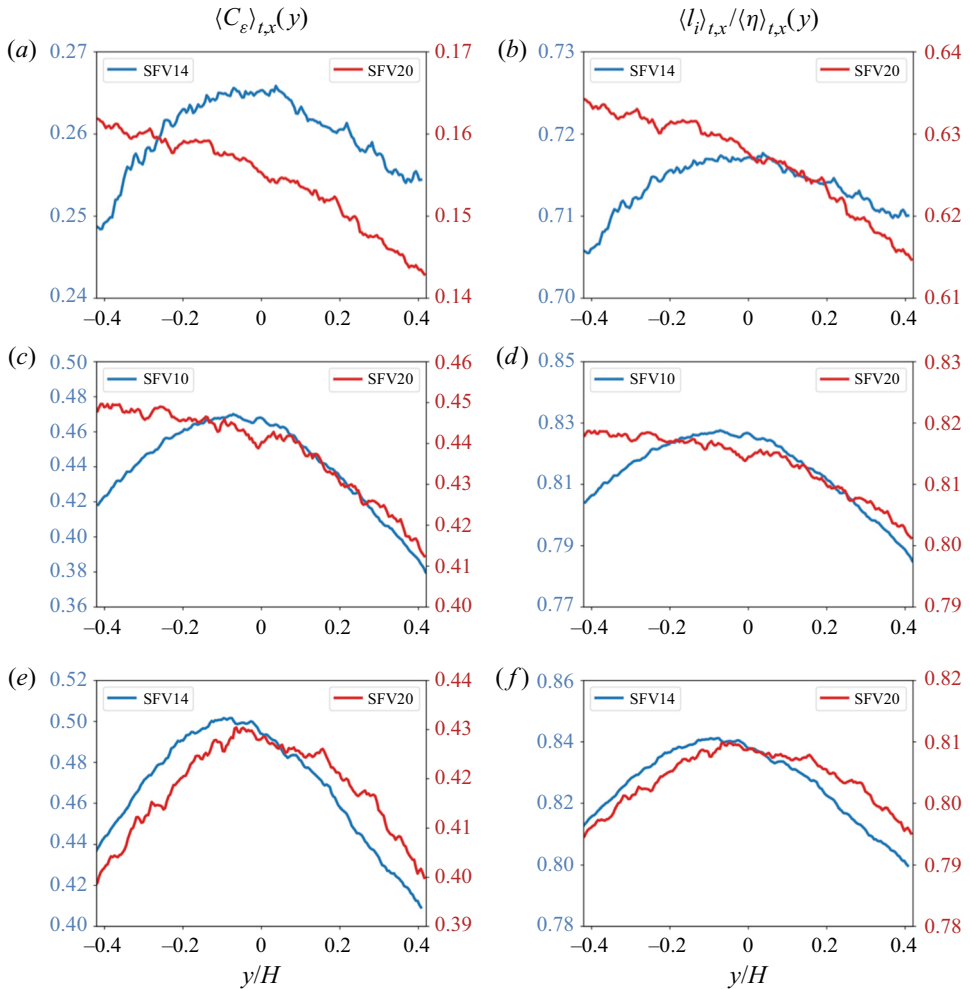 ⟨C_ε⟩_{t,x}(y)
⟨l_i⟩_{t,x}/⟨η⟩_{t,x}(y)
(a)
0.27
0.26
0.25
0.24
SFV14
SFV20
0.17
0.16
0.15
0.14
−0.4 −0.2 0 0.2 0.4
(b)
0.73
0.72
0.71
0.70
SFV14
SFV20
0.64
0.63
0.62
0.61
−0.4 −0.2 0 0.2 0.4
(c)
0.50
0.48
0.46
0.44
0.42
0.40
0.38
0.36
SFV10
SFV20
0.46
0.45
0.44
0.43
0.42
0.41
0.40
−0.4 −0.2 0 0.2 0.4
(d)
0.85
0.83
0.81
0.79
0.77
SFV10
SFV20
0.83
0.82
0.81
0.80
0.79
−0.4 −0.2 0 0.2 0.4
(e)
0.52
0.50
0.48
0.46
0.44
0.42
0.40
SFV14
SFV20
0.44
0.43
0.42
0.41
0.40
0.39
−0.4 −0.2 0 0.2 0.4
y/H
(f)
0.86
0.84
0.82
0.80
0.78
SFV14
SFV20
0.82
0.81
0.80
0.79
0.78
−0.4 −0.2 0 0.2 0.4
y/H